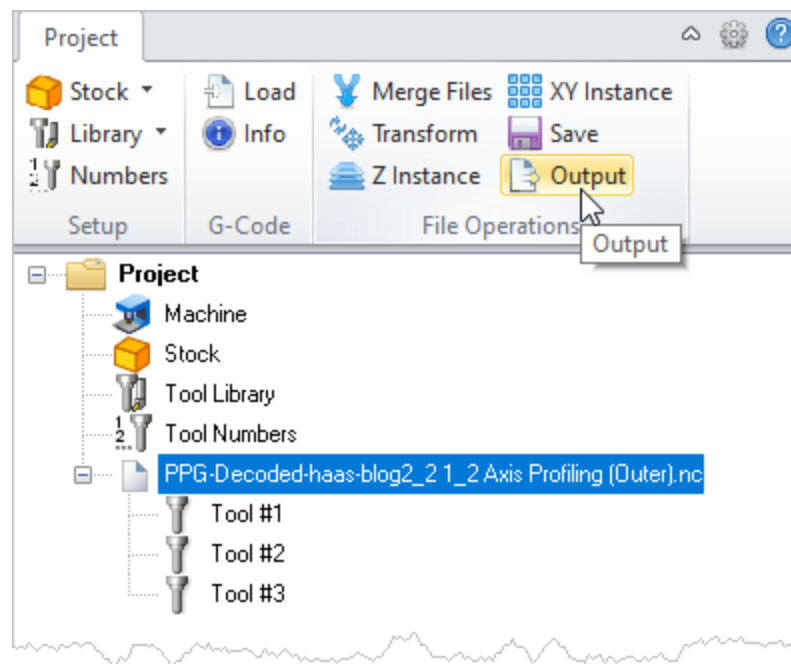 Project
Stock Load Merge Files XY Instance
Library Info Transform Save
Numbers Z Instance Output
Setup G-Code File Operations
Output
Project
Machine
Stock
Tool Library
Tool Numbers
PPG-Decoded-haas-blog2_2 1_2 Axis Profiling (Outer).nc
Tool #1
Tool #2
Tool #3